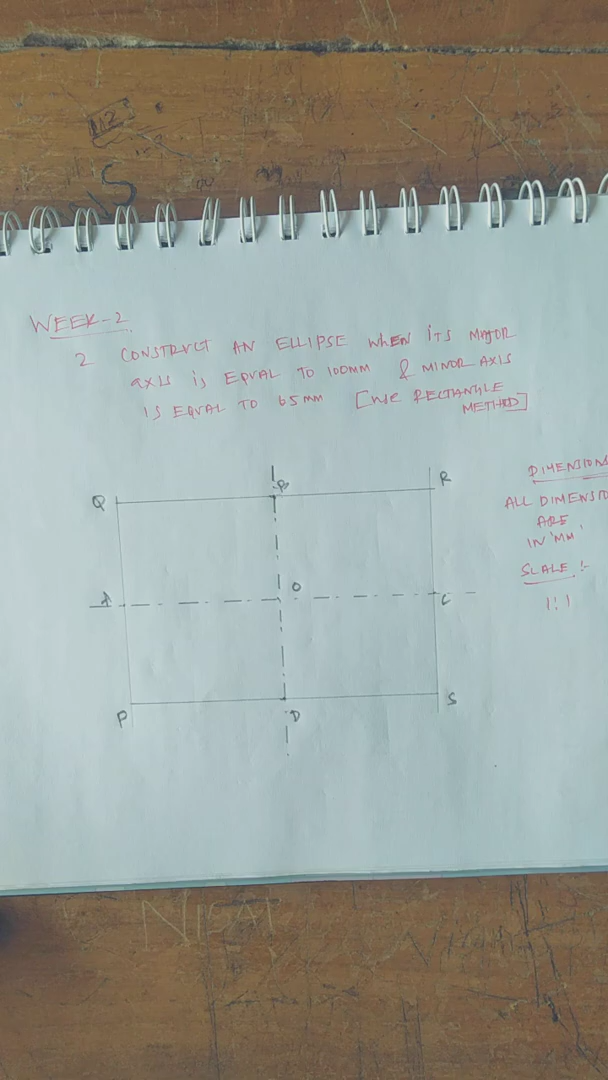 WEEK-2
2 CONSTRUCT AN ELLIPSE WHEN ITS MAJOR
AXIS IS EQUAL TO 100MM & MINOR AXIS
IS EQUAL TO 65MM [USE RECTANGLE
METHOD]
Q
B
R
A
O
C
P
D
S
DIMENSIONS
ALL DIMENSIO
ARE
IN 'MM'
SCALE :-
1:1